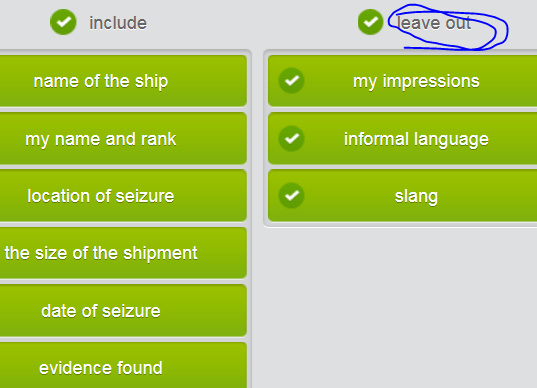 include
leave out
name of the ship
my impressions
my name and rank
informal language
location of seizure
slang
the size of the shipment
date of seizure
evidence found